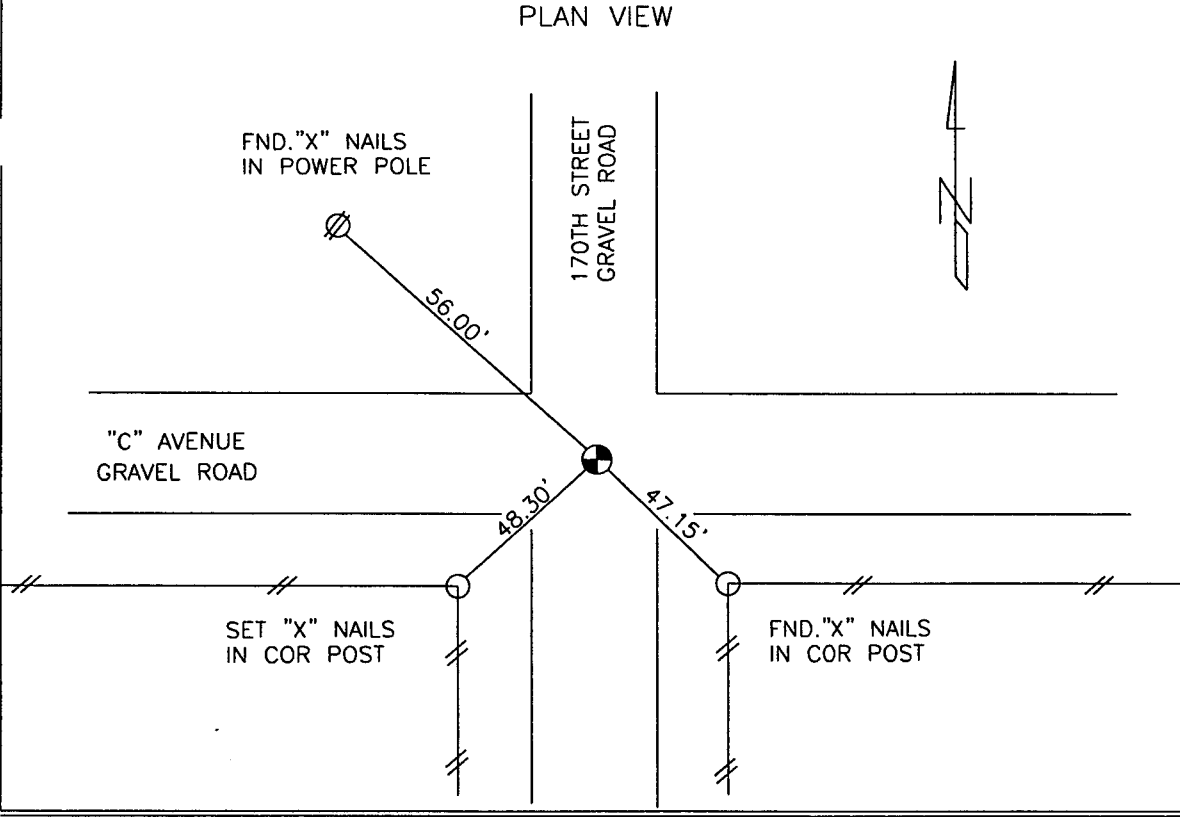 PLAN VIEW
FND."X" NAILS
IN POWER POLE
170TH STREET
GRAVEL ROAD
N
56.00'
"C" AVENUE
GRAVEL ROAD
48.30'
47.15'
SET "X" NAILS
IN COR POST
FND."X" NAILS
IN COR POST